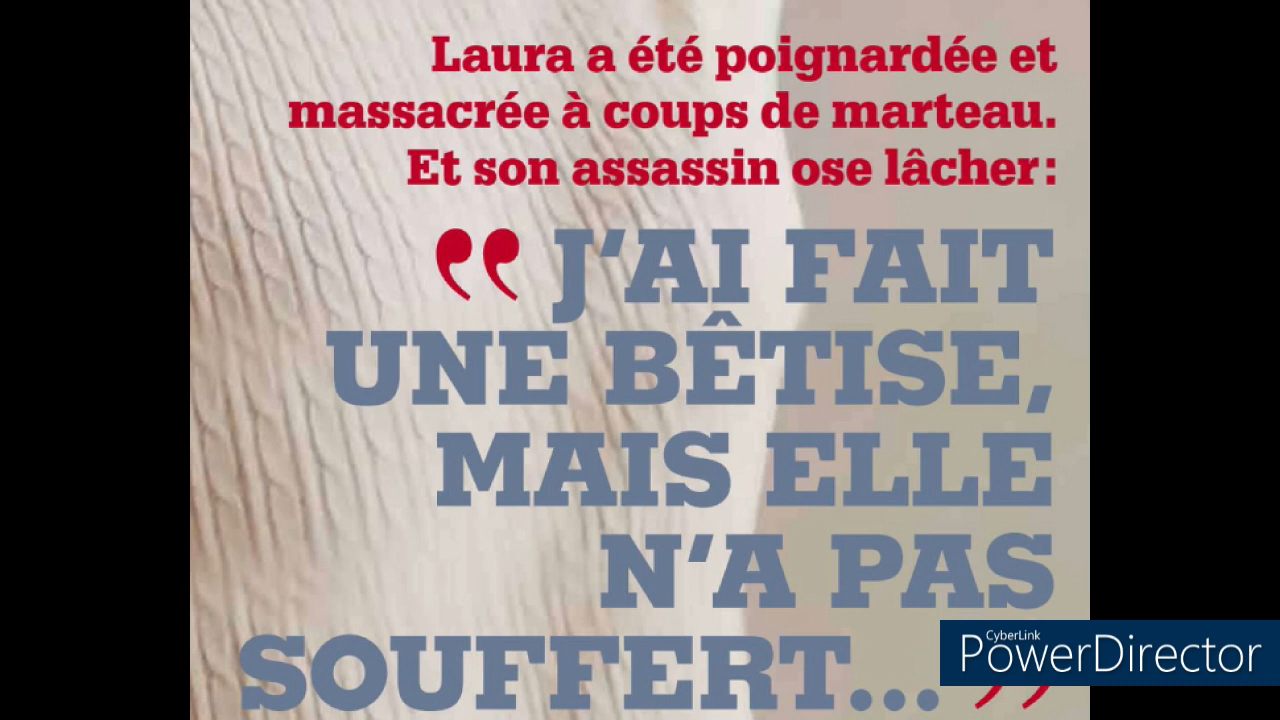 Laura a été poignardée et
massacrée à coups de marteau.
Et son assassin ose lâcher :
“ J‘AI FAIT
UNE BÊTISE,
MAIS ELLE
N‘A PAS
SOUFFERT... ”
CyberLink
PowerDirector